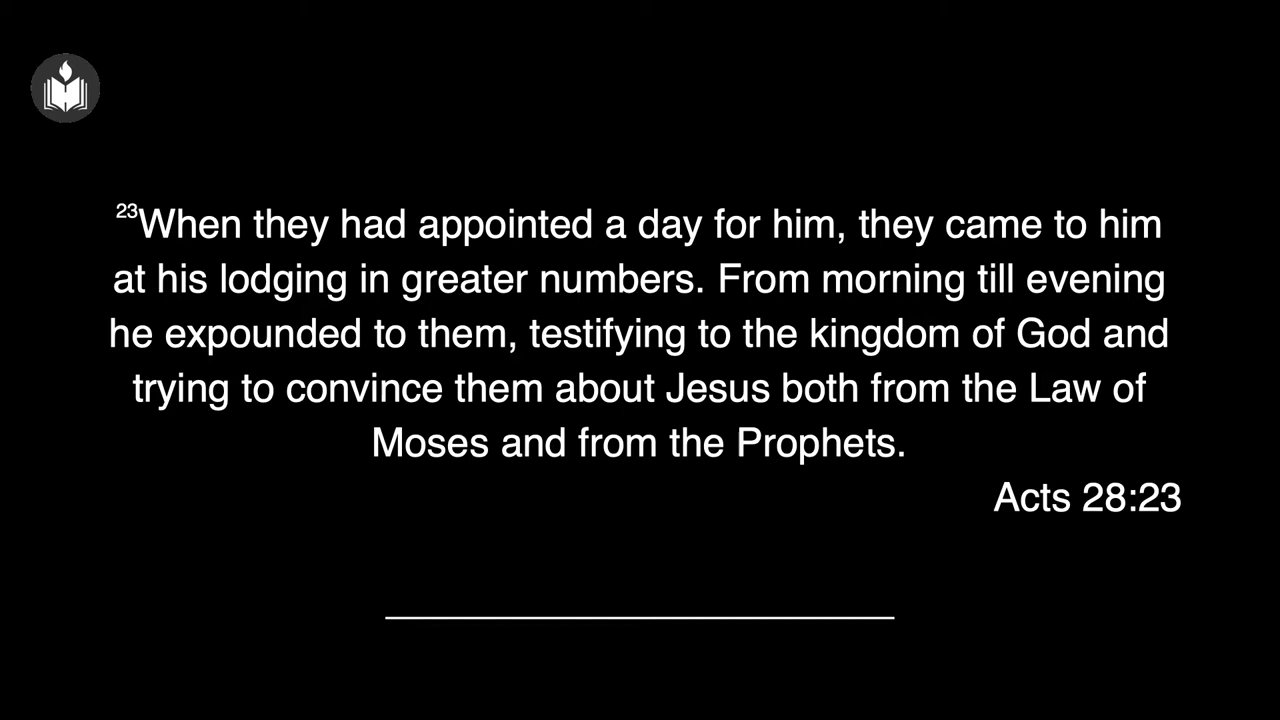 23When they had appointed a day for him, they came to him
at his lodging in greater numbers. From morning till evening
he expounded to them, testifying to the kingdom of God and
trying to convince them about Jesus both from the Law of
Moses and from the Prophets.
Acts 28:23